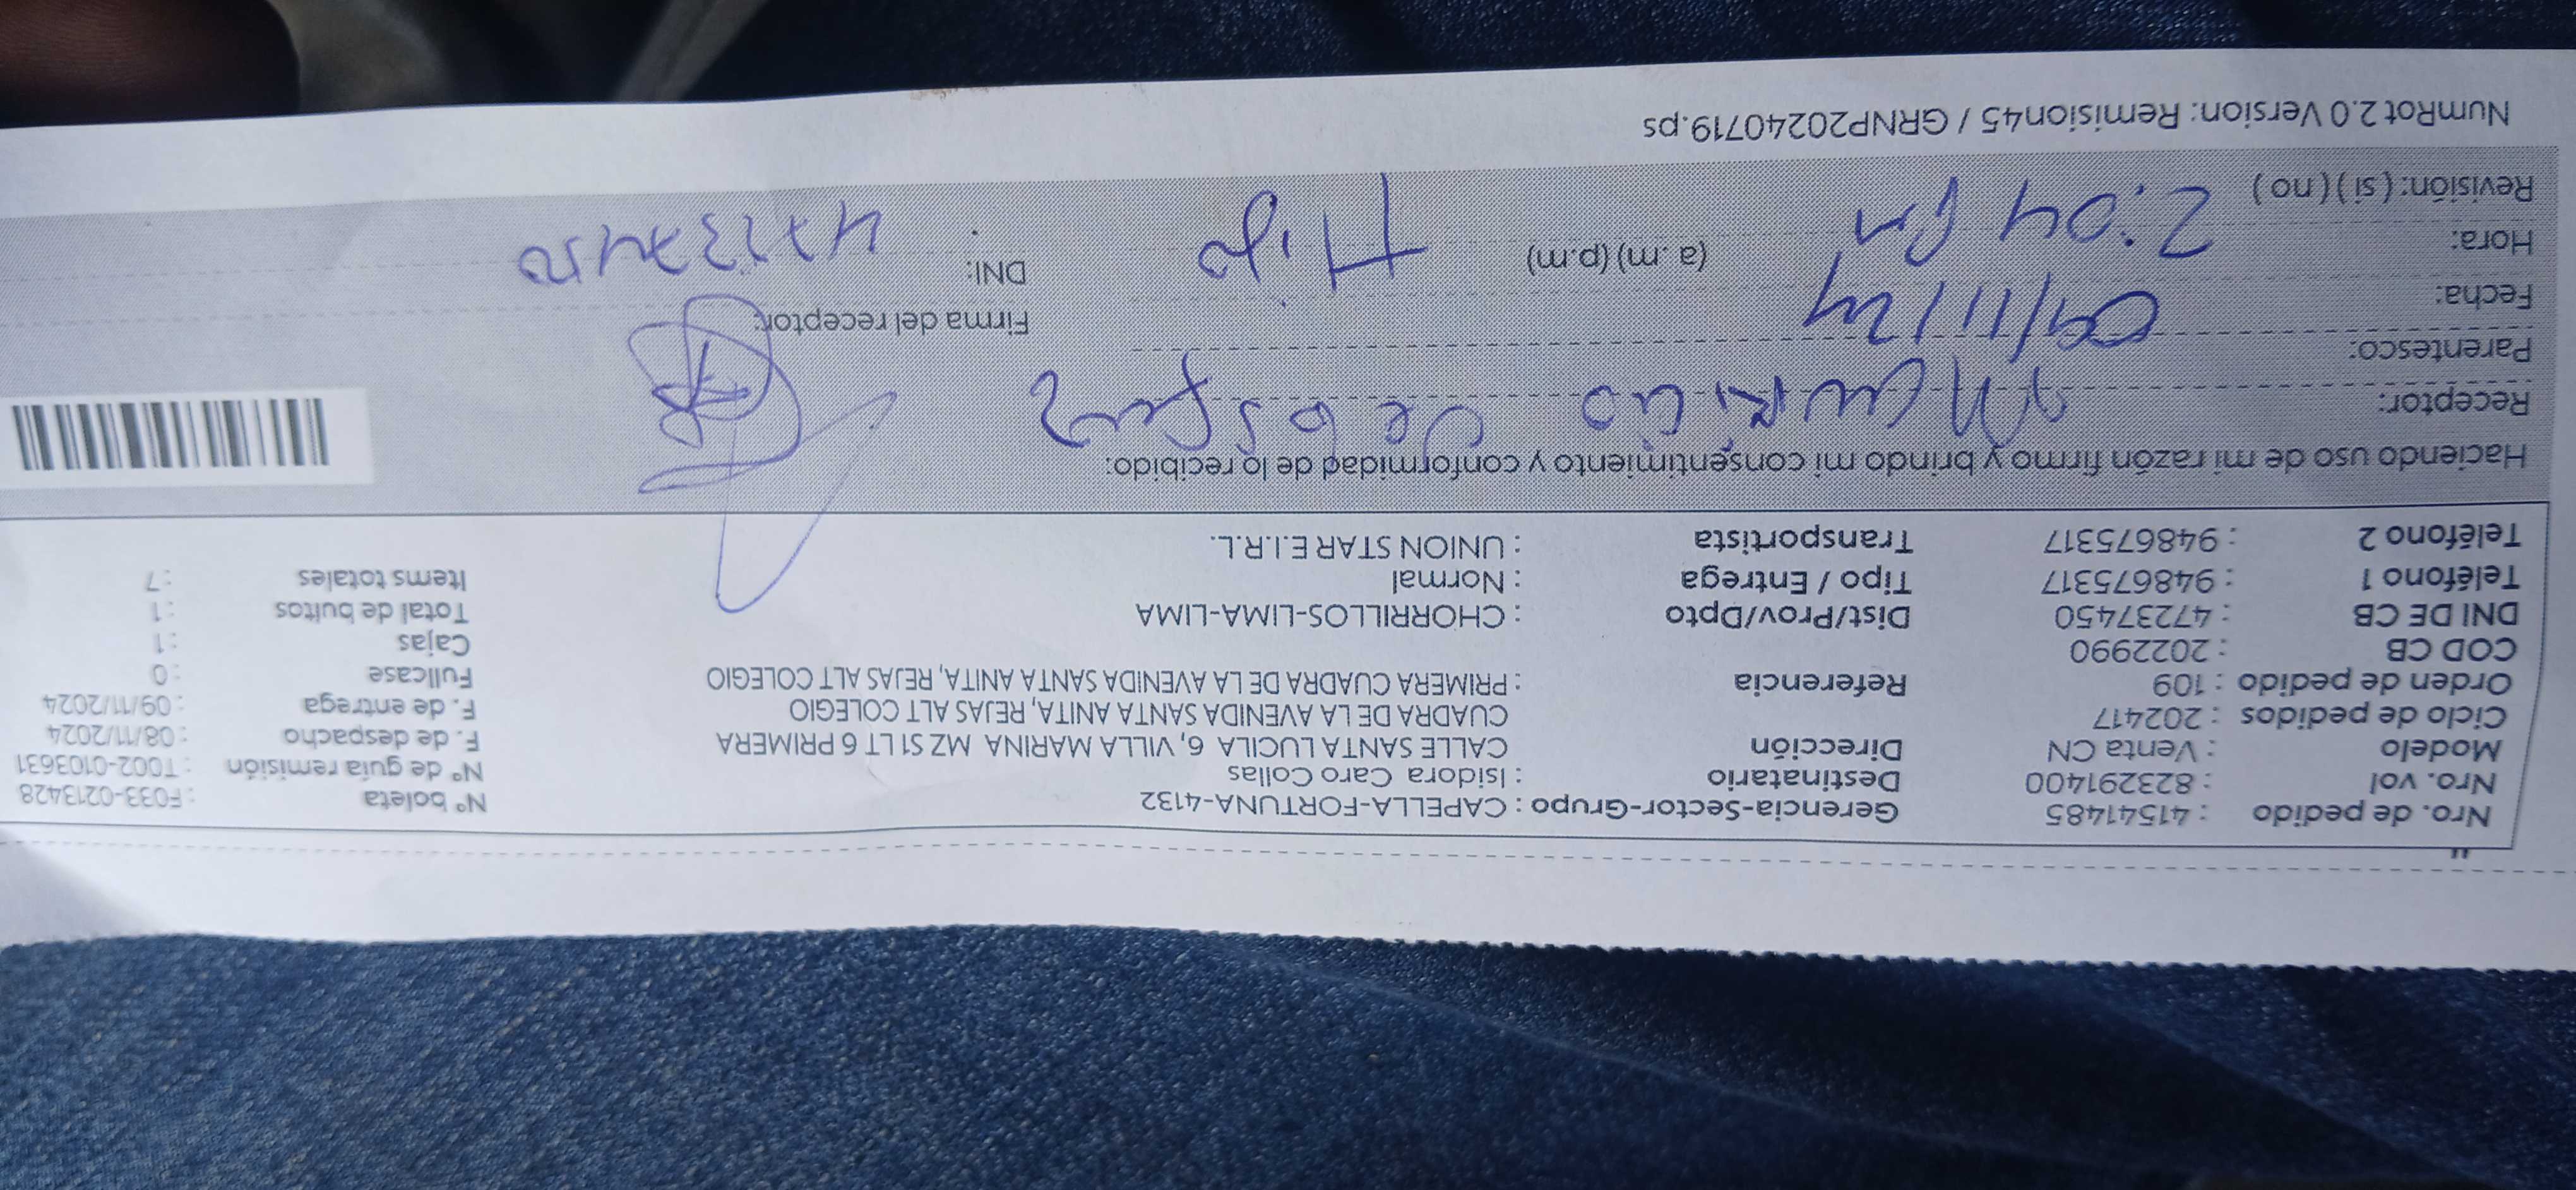 Nro. de pedido : 41541485 Gerencia-Sector-Grupo : CAPELLA-FORTUNA-4132 N° boleta : F033-0213428
Nro. vol : 823291400 Destinatario : Isidora Caro Collas N° de guía remisión : T002-0103631
Modelo : Venta CN Dirección CALLE SANTA LUCILA 6, VILLA MARINA MZ S1 LT 6 PRIMERA F. de despacho : 08/11/2024
Ciclo de pedidos : 202417 CUADRA DE LA AVENIDA SANTA ANITA, REJAS ALT COLEGIO F. de entrega : 09/11/2024
Orden de pedido : 109 Referencia : PRIMERA CUADRA DE LA AVENIDA SANTA ANITA, REJAS ALT COLEGIO Fullcase : 0
COD CB : 2022990 Cajas : 1
DNI DE CB : 47237450 Dist/Prov/Dpto : CHORRILLOS-LIMA-LIMA Total de bultos : 1
Teléfono 1 : 948675317 Tipo / Entrega : Normal Items totales : 7
Teléfono 2 : 948675317 Transportista : UNION STAR E.I.R.L.
Haciendo uso de mi razón firmo y brindo mi consentimiento y conformidad de lo recibido:
Receptor: Mauricio
Parentesco:
Fecha: 09/11/24 Firma del receptor:
Hora: 2:04 pm (a.m) (p.m) Hijo DNI:
Revisión: ( si ) ( no )
NumRot 2.0 Version: Remision45 / GRNP20240719.ps